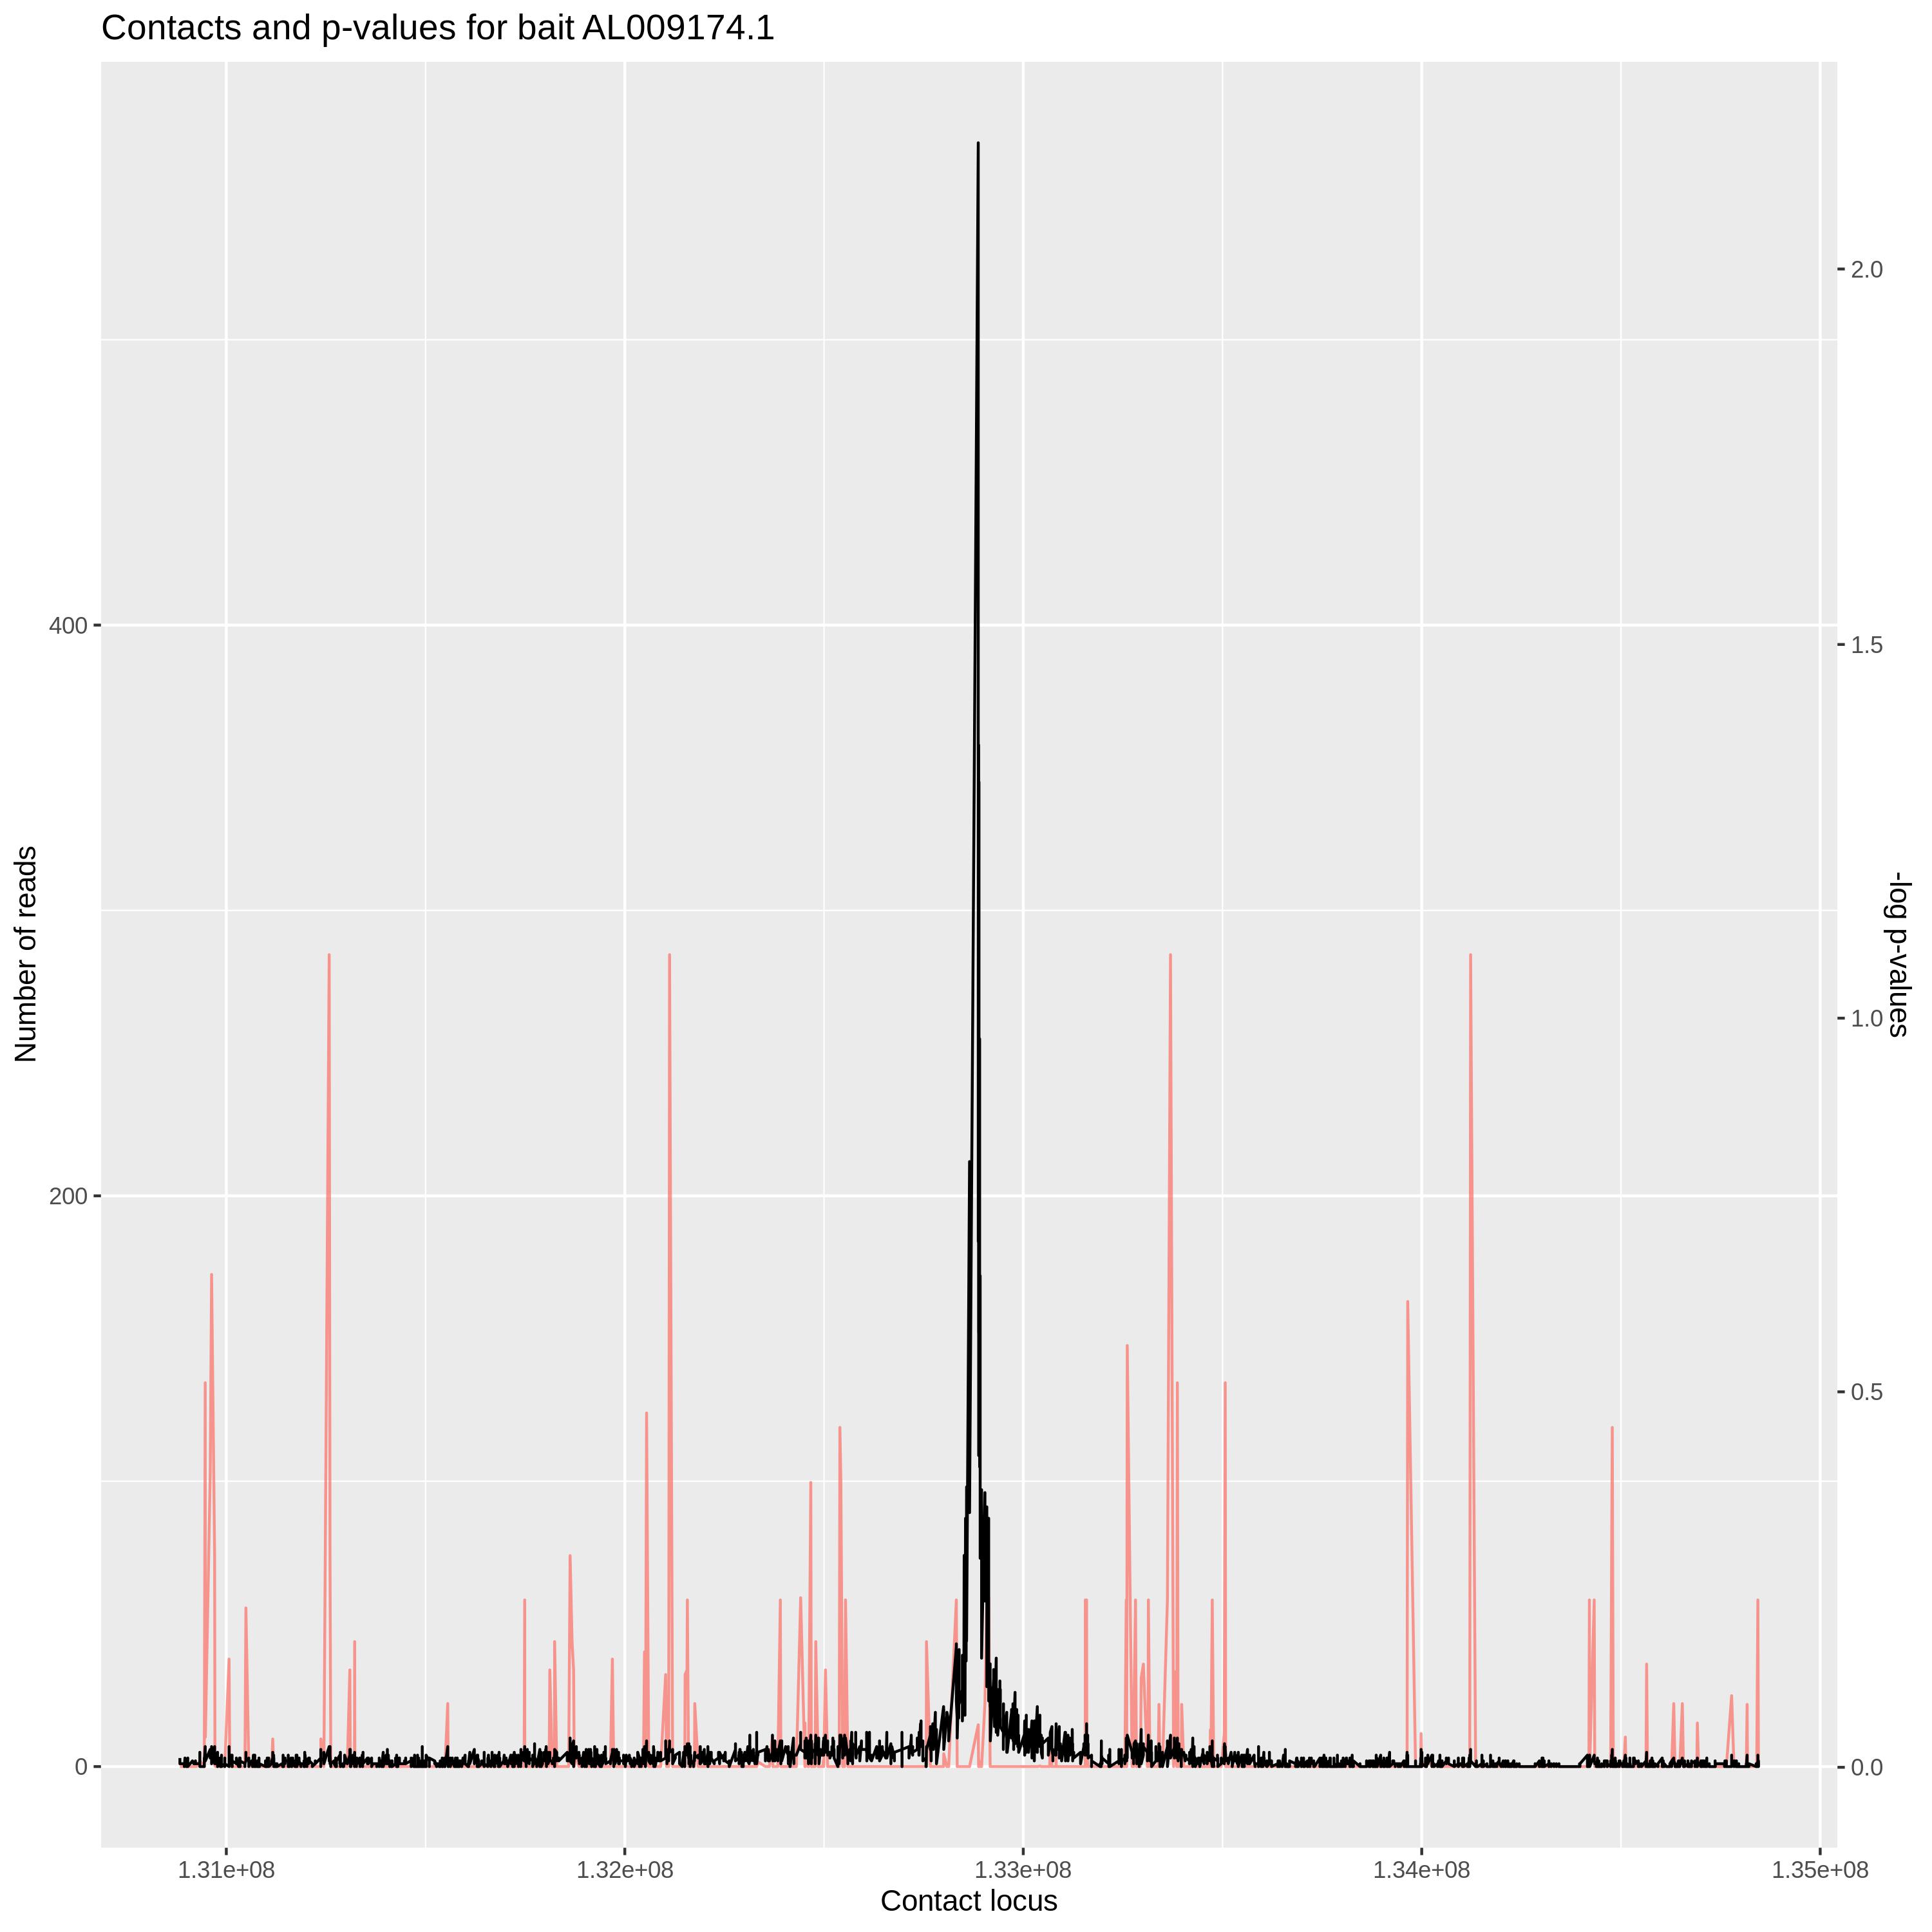 Contacts and p-values for bait AL009174.1
Number of reads
400
200
0
2.0
1.5
1.0
0.5
0.0
-log p-values
1.31e+08
1.32e+08
1.33e+08
1.34e+08
1.35e+08
Contact locus